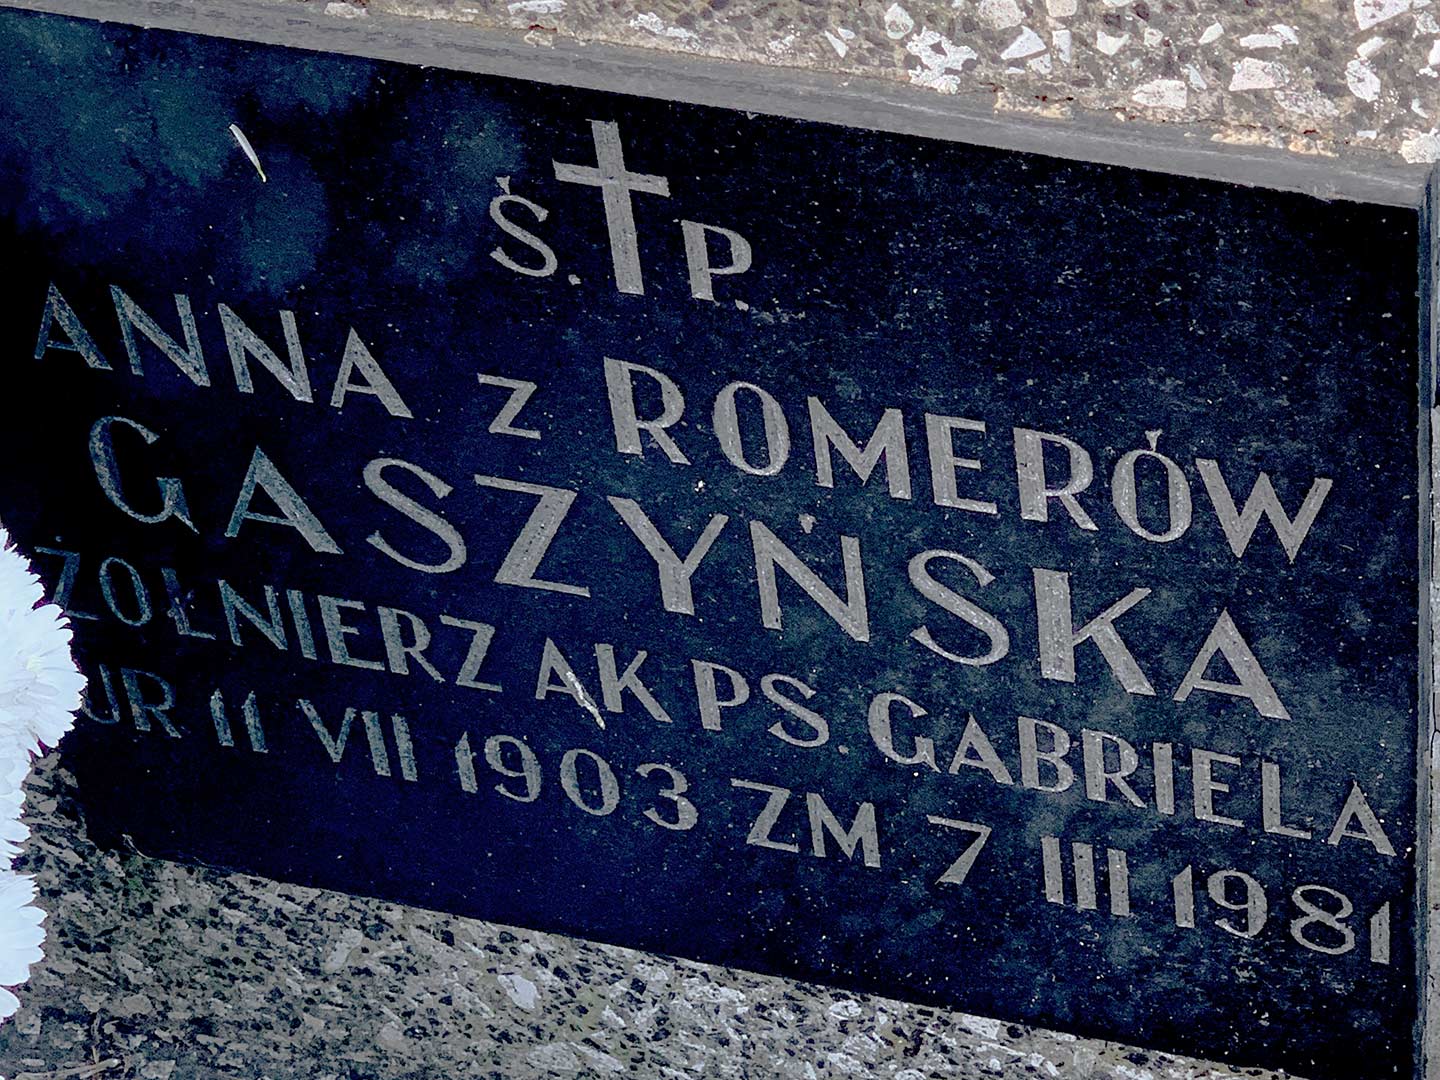 Ś. P.
ANNA z ROMERÓW
GASZYŃSKA
ŻOŁNIERZ AK PS. GABRIELA
UR 11 VII 1903 ZM 7 III 1981